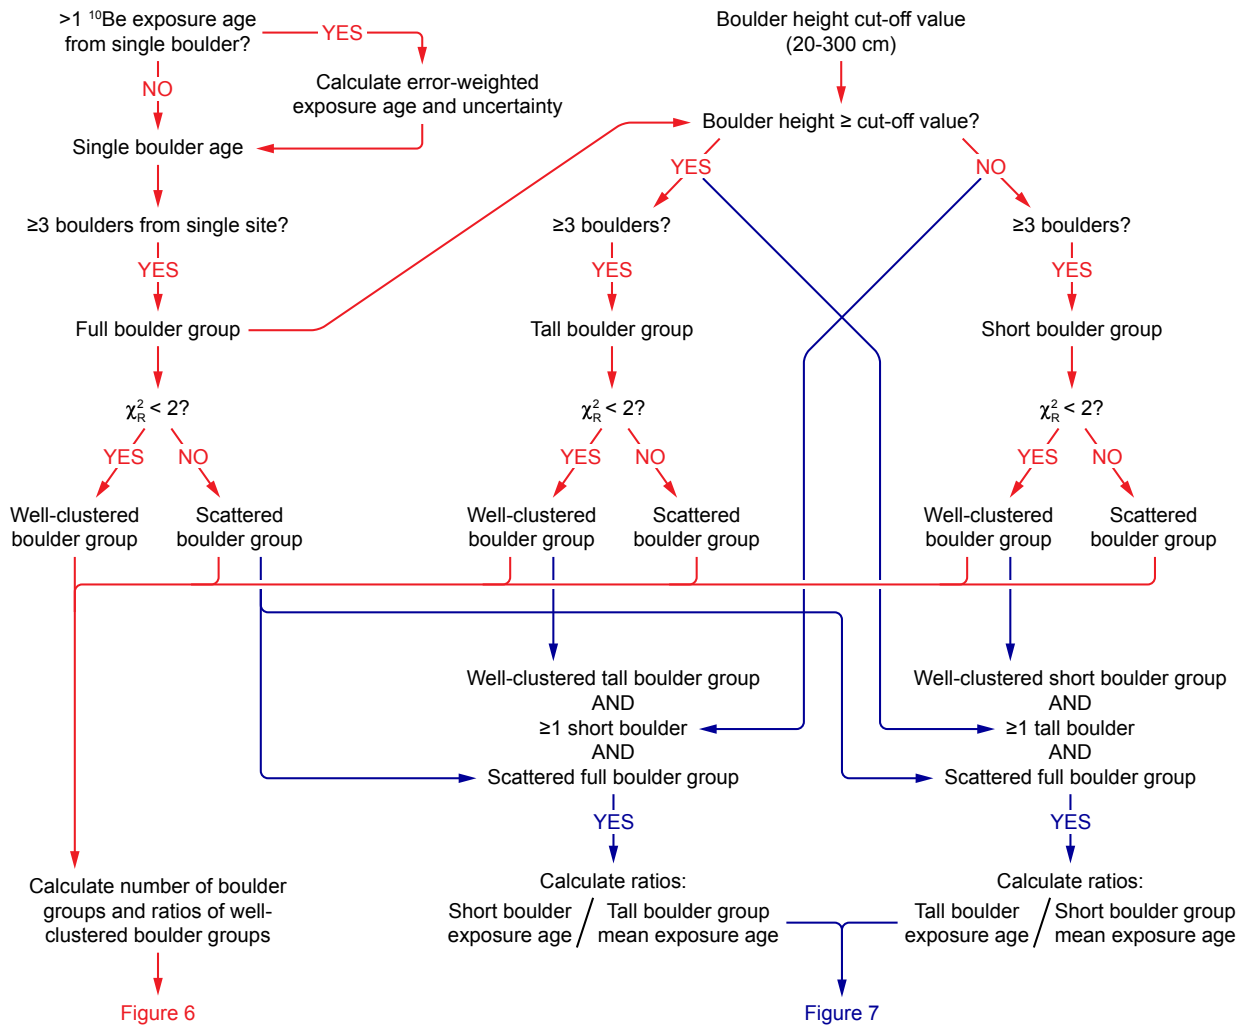 >1 ¹⁰Be exposure age
from single boulder?
YES
NO
Calculate error-weighted
exposure age and uncertainty
Single boulder age
≥3 boulders from single site?
YES
Full boulder group
χ²R < 2?
YES
NO
Well-clustered
boulder group
Scattered
boulder group
Boulder height cut-off value
(20-300 cm)
Boulder height ≥ cut-off value?
YES
NO
≥3 boulders?
YES
Tall boulder group
χ²R < 2?
YES
NO
Well-clustered
boulder group
Scattered
boulder group
≥3 boulders?
YES
Short boulder group
χ²R < 2?
YES
NO
Well-clustered
boulder group
Scattered
boulder group
Well-clustered tall boulder group
AND
≥1 short boulder
AND
Scattered full boulder group
YES
Calculate ratios:
Short boulder
exposure age
/
Tall boulder group
mean exposure age
Well-clustered short boulder group
AND
≥1 tall boulder
AND
Scattered full boulder group
YES
Calculate ratios:
Tall boulder
exposure age
/
Short boulder group
mean exposure age
Calculate number of boulder
groups and ratios of well-
clustered boulder groups
Figure 6
Figure 7